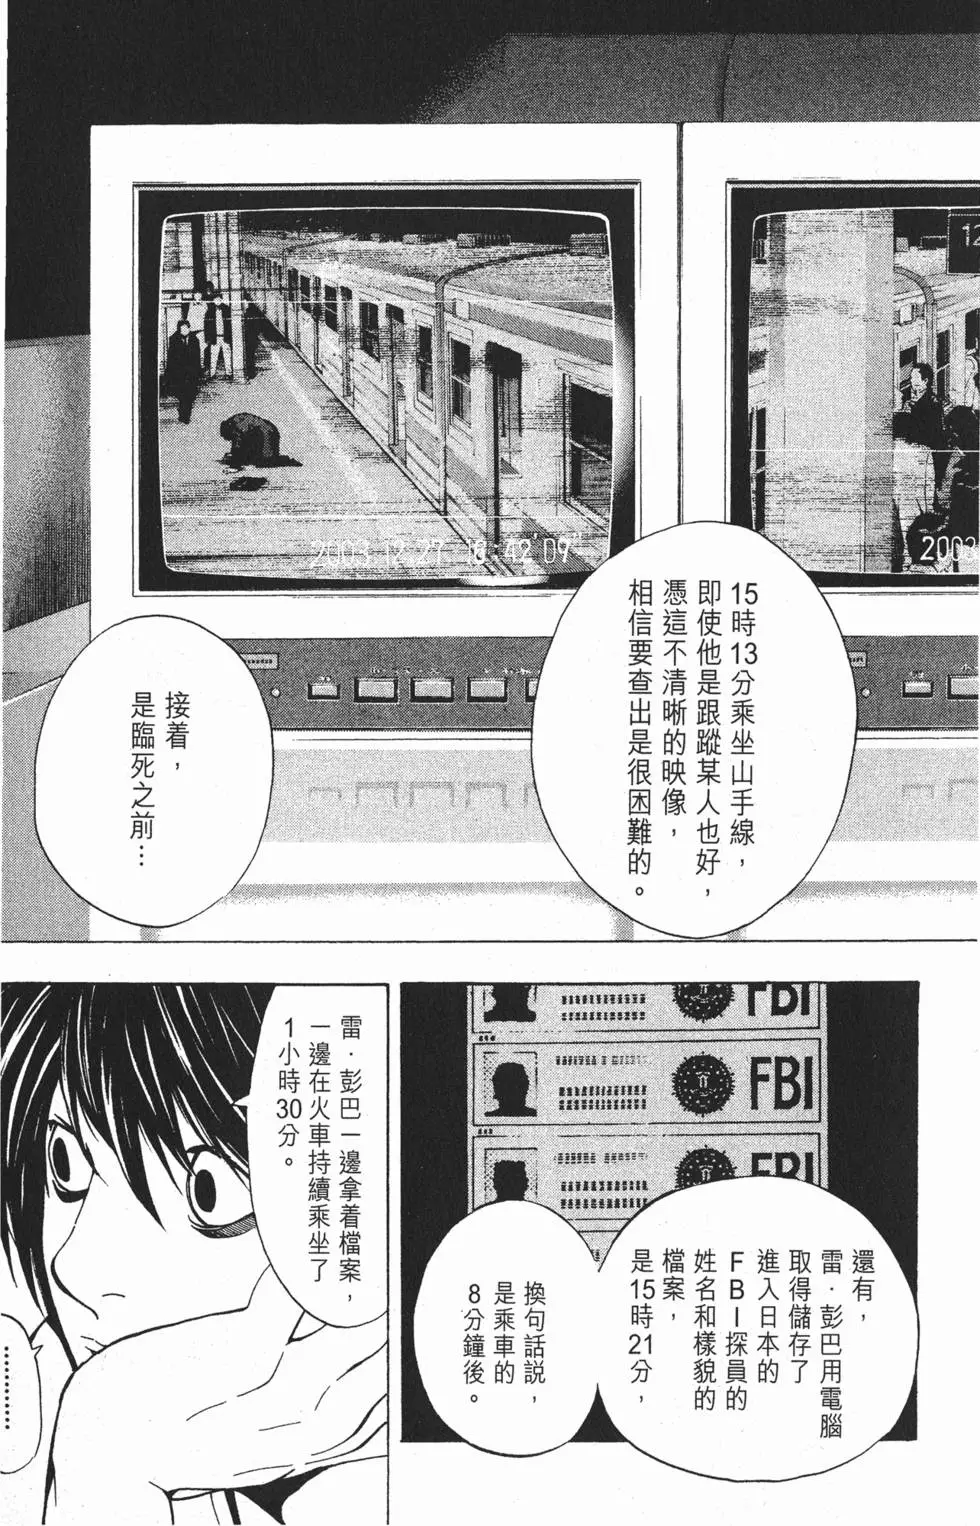 15時13分乘坐山手線，
即使他是跟蹤某人也好，
憑這不清晰的映像，
相信要查出是很困難的。
接着，
是臨死之前…
2003
12
2003.12.27 16:42'09"
還有，
雷．彭巴用電腦
取得儲存了
進入日本的
FBI探員的
姓名和樣貌的
檔案，
是15時21分，
換句話說，
是乘車的
8分鐘後。
FBI
FBI
FBI
雷．彭巴一邊拿着檔案，
一邊在火車持續乘坐了
1小時30分。
………